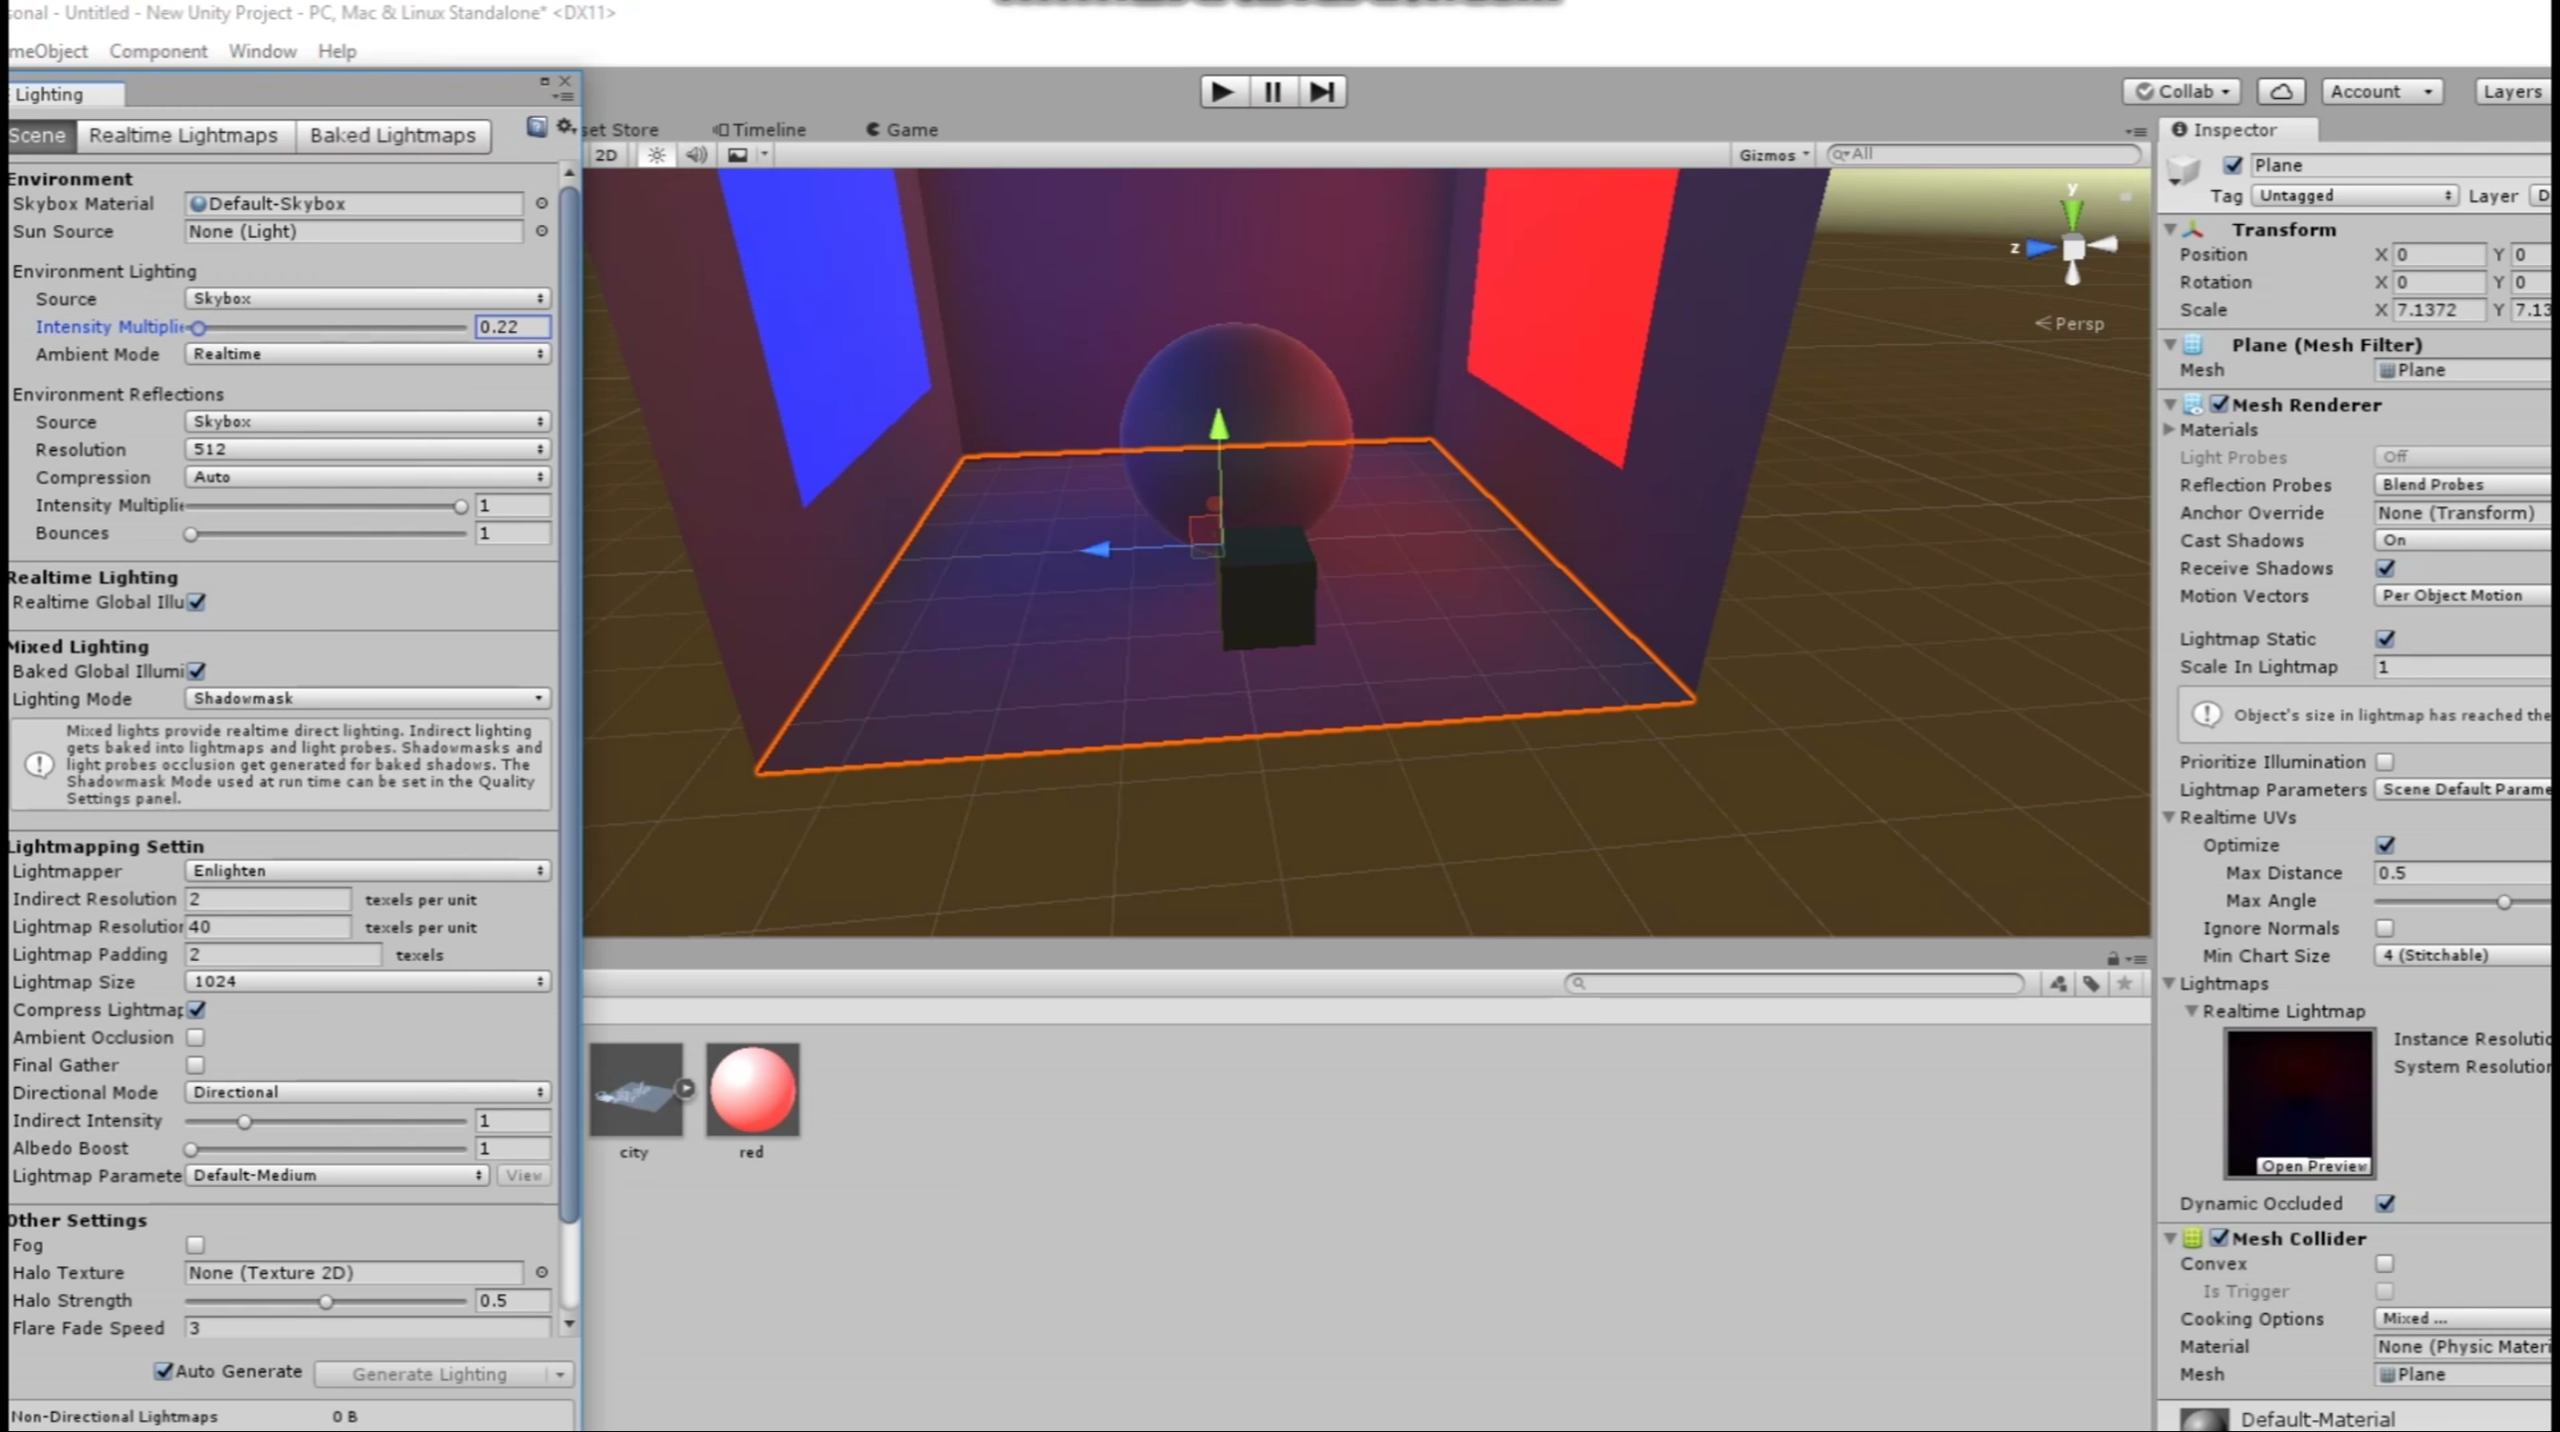 sonal - Untitled - New Unity Project - PC, Mac & Linux Standalone* <DX11>
meObject Component Window Help
Lighting
Scene Realtime Lightmaps Baked Lightmaps
Environment
Skybox Material Default-Skybox
Sun Source None (Light)
Environment Lighting
Source Skybox
Intensity Multiplie 0.22
Ambient Mode Realtime
Environment Reflections
Source Skybox
Resolution 512
Compression Auto
Intensity Multiplie 1
Bounces 1
Realtime Lighting
Realtime Global Illu
Mixed Lighting
Baked Global Illumi
Lighting Mode Shadowmask
Mixed lights provide realtime direct lighting. Indirect lighting
gets baked into lightmaps and light probes. Shadowmasks and
light probes occlusion get generated for baked shadows. The
Shadowmask Mode used at run time can be set in the Quality
Settings panel.
Lightmapping Settin
Lightmapper Enlighten
Indirect Resolution 2 texels per unit
Lightmap Resolution 40 texels per unit
Lightmap Padding 2 texels
Lightmap Size 1024
Compress Lightmap
Ambient Occlusion
Final Gather
Directional Mode Directional
Indirect Intensity 1
Albedo Boost 1
Lightmap Paramete Default-Medium View
Other Settings
Fog
Halo Texture None (Texture 2D)
Halo Strength 0.5
Flare Fade Speed 3
Auto Generate Generate Lighting
Non-Directional Lightmaps 0 B
Collab Account Layers
set Store Timeline Game
2D Gizmos All
y
z
Persp
city red
Inspector
Plane
Tag Untagged Layer D
Transform
Position X 0 Y 0
Rotation X 0 Y 0
Scale X 7.1372 Y 7.13
Plane (Mesh Filter)
Mesh Plane
Mesh Renderer
Materials
Light Probes Off
Reflection Probes Blend Probes
Anchor Override None (Transform)
Cast Shadows On
Receive Shadows
Motion Vectors Per Object Motion
Lightmap Static
Scale In Lightmap 1
Object's size in lightmap has reached the
Prioritize Illumination
Lightmap Parameters Scene Default Parame
Realtime UVs
Optimize
Max Distance 0.5
Max Angle
Ignore Normals
Min Chart Size 4 (Stitchable)
Lightmaps
Realtime Lightmap
Instance Resolutio
System Resolution
Open Preview
Dynamic Occluded
Mesh Collider
Convex
Is Trigger
Cooking Options Mixed ...
Material None (Physic Materi
Mesh Plane
Default-Material